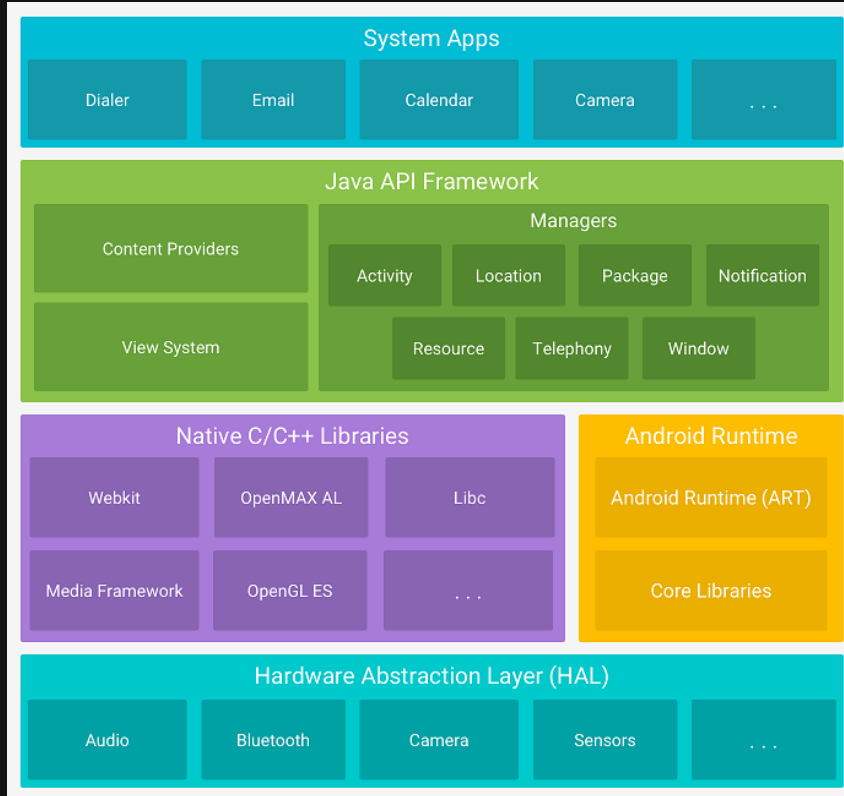 System Apps
Dialer
Email
Calendar
Camera
. . .
Java API Framework
Content Providers
View System
Managers
Activity
Location
Package
Notification
Resource
Telephony
Window
Native C/C++ Libraries
Webkit
OpenMAX AL
Libc
Media Framework
OpenGL ES
. . .
Android Runtime
Android Runtime (ART)
Core Libraries
Hardware Abstraction Layer (HAL)
Audio
Bluetooth
Camera
Sensors
. . .